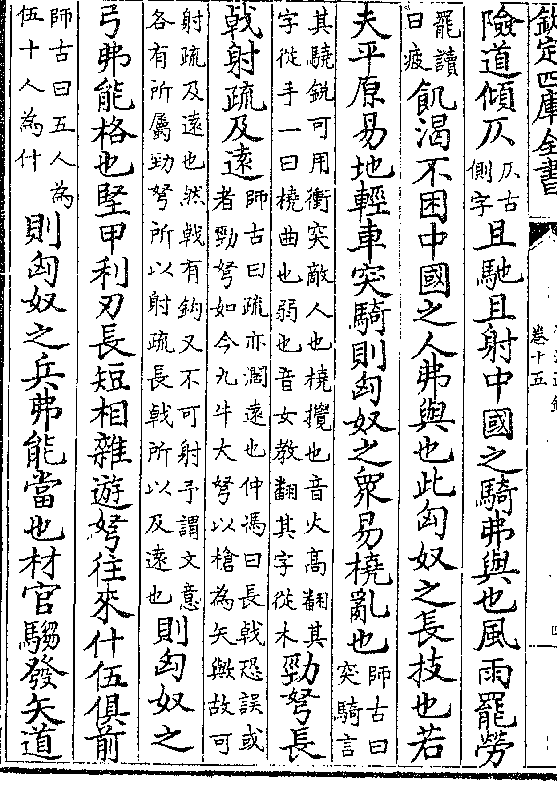 欽定四庫全書
卷十五
四
險道傾仄仄古側字且馳且射中國之騎弗與也風雨罷勞
罷讀曰疲飢渴不困中國之人弗與也此匈奴之長技也若
夫平原易地輕車突騎則匈奴之衆易橈亂也師古曰突騎言
其驍鋭可用衝突敵人也橈攪也音火高翻其字從手一曰橈曲也弱也音女教翻其字從木勁弩長
戟射疏及遠師古曰疏亦濶遠也仲馮曰長戟恐誤或者勁弩如今九牛大弩以槍為矢歟故可
射疏及遠也然戟有鈎又不可射予謂文意各有所屬勁弩所以射疏長戟所以及遠也則匈奴之
弓弗能格也堅甲利刃長短相雜遊弩往來什伍俱前
師古曰五人為伍十人為什則匈奴之兵弗能當也材官騶發矢道